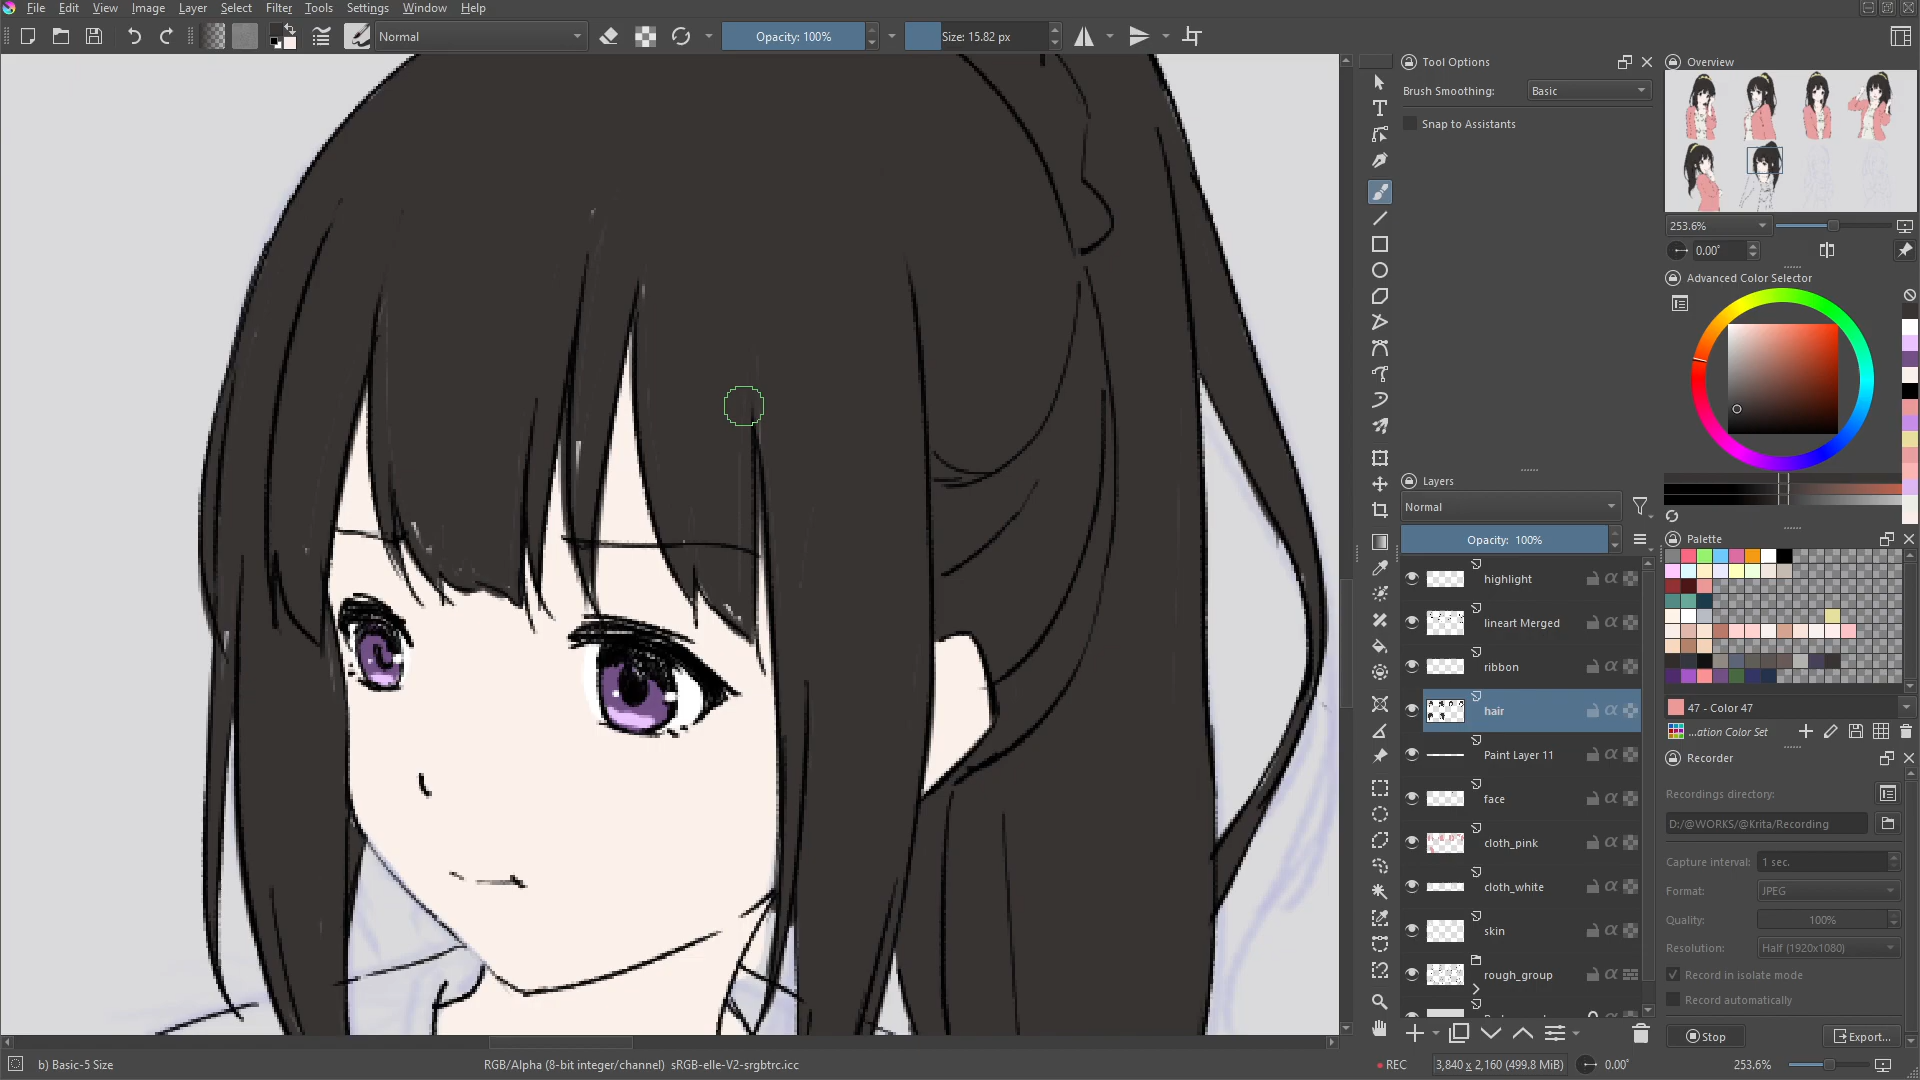 File Edit View Image Layer Select Filter Tools Settings Window Help
Normal
Opacity: 100%
Size: 15.82 px
Tool Options
Brush Smoothing:
Basic
Snap to Assistants
Overview
253.6%
0.00°
Advanced Color Selector
Layers
Normal
Opacity: 100%
highlight
lineart Merged
ribbon
hair
Paint Layer 11
face
cloth_pink
cloth_white
skin
rough_group
Palette
47 - Color 47
...ation Color Set
Recorder
Recordings directory:
D:/@WORKS/@Krita/Recording
Capture interval:
1 sec.
Format:
JPEG
Quality:
100%
Resolution:
Half (1920x1080)
Record in isolate mode
Record automatically
Stop
Export...
b) Basic-5 Size
RGB/Alpha (8-bit integer/channel) sRGB-elle-V2-srgbtrc.icc
REC
3,840 x 2,160 (499.8 MiB)
0.00°
253.6%